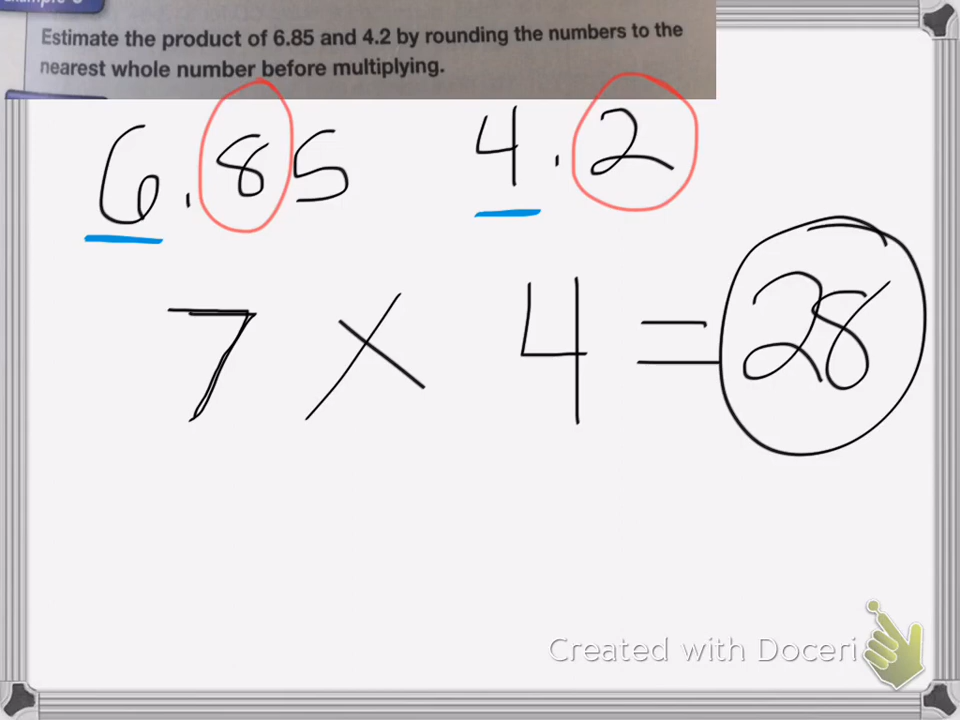 Estimate the product of 6.85 and 4.2 by rounding the numbers to the
nearest whole number before multiplying.
6.85 4.2
7 × 4 = 28
Created with Doceri